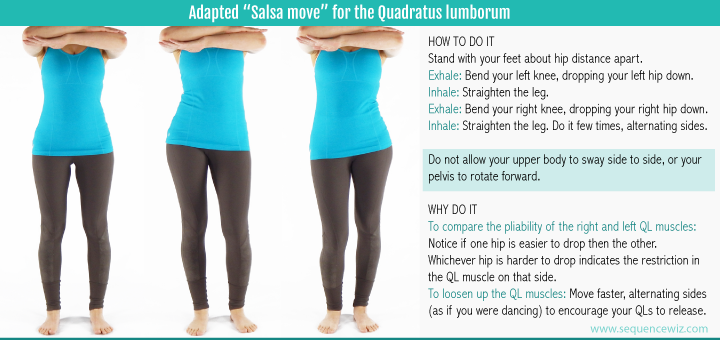 Adapted “Salsa move” for the Quadratus lumborum
HOW TO DO IT
Stand with your feet about hip distance apart.
Exhale: Bend your left knee, dropping your left hip down.
Inhale: Straighten the leg.
Exhale: Bend your right knee, dropping your right hip down.
Inhale: Straighten the leg. Do it few times, alternating sides.
Do not allow your upper body to sway side to side, or your
pelvis to rotate forward.
WHY DO IT
To compare the pliability of the right and left QL muscles:
Notice if one hip is easier to drop then the other.
Whichever hip is harder to drop indicates the restriction in
the QL muscle on that side.
To loosen up the QL muscles: Move faster, alternating sides
(as if you were dancing) to encourage your QLs to release.
www.sequencewiz.com